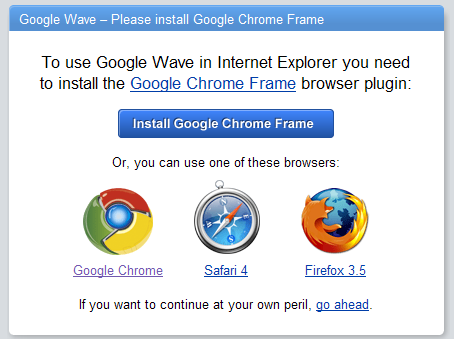 Google Wave – Please install Google Chrome Frame
To use Google Wave in Internet Explorer you need
to install the Google Chrome Frame browser plugin:
Install Google Chrome Frame
Or, you can use one of these browsers:
Google Chrome Safari 4 Firefox 3.5
If you want to continue at your own peril, go ahead.